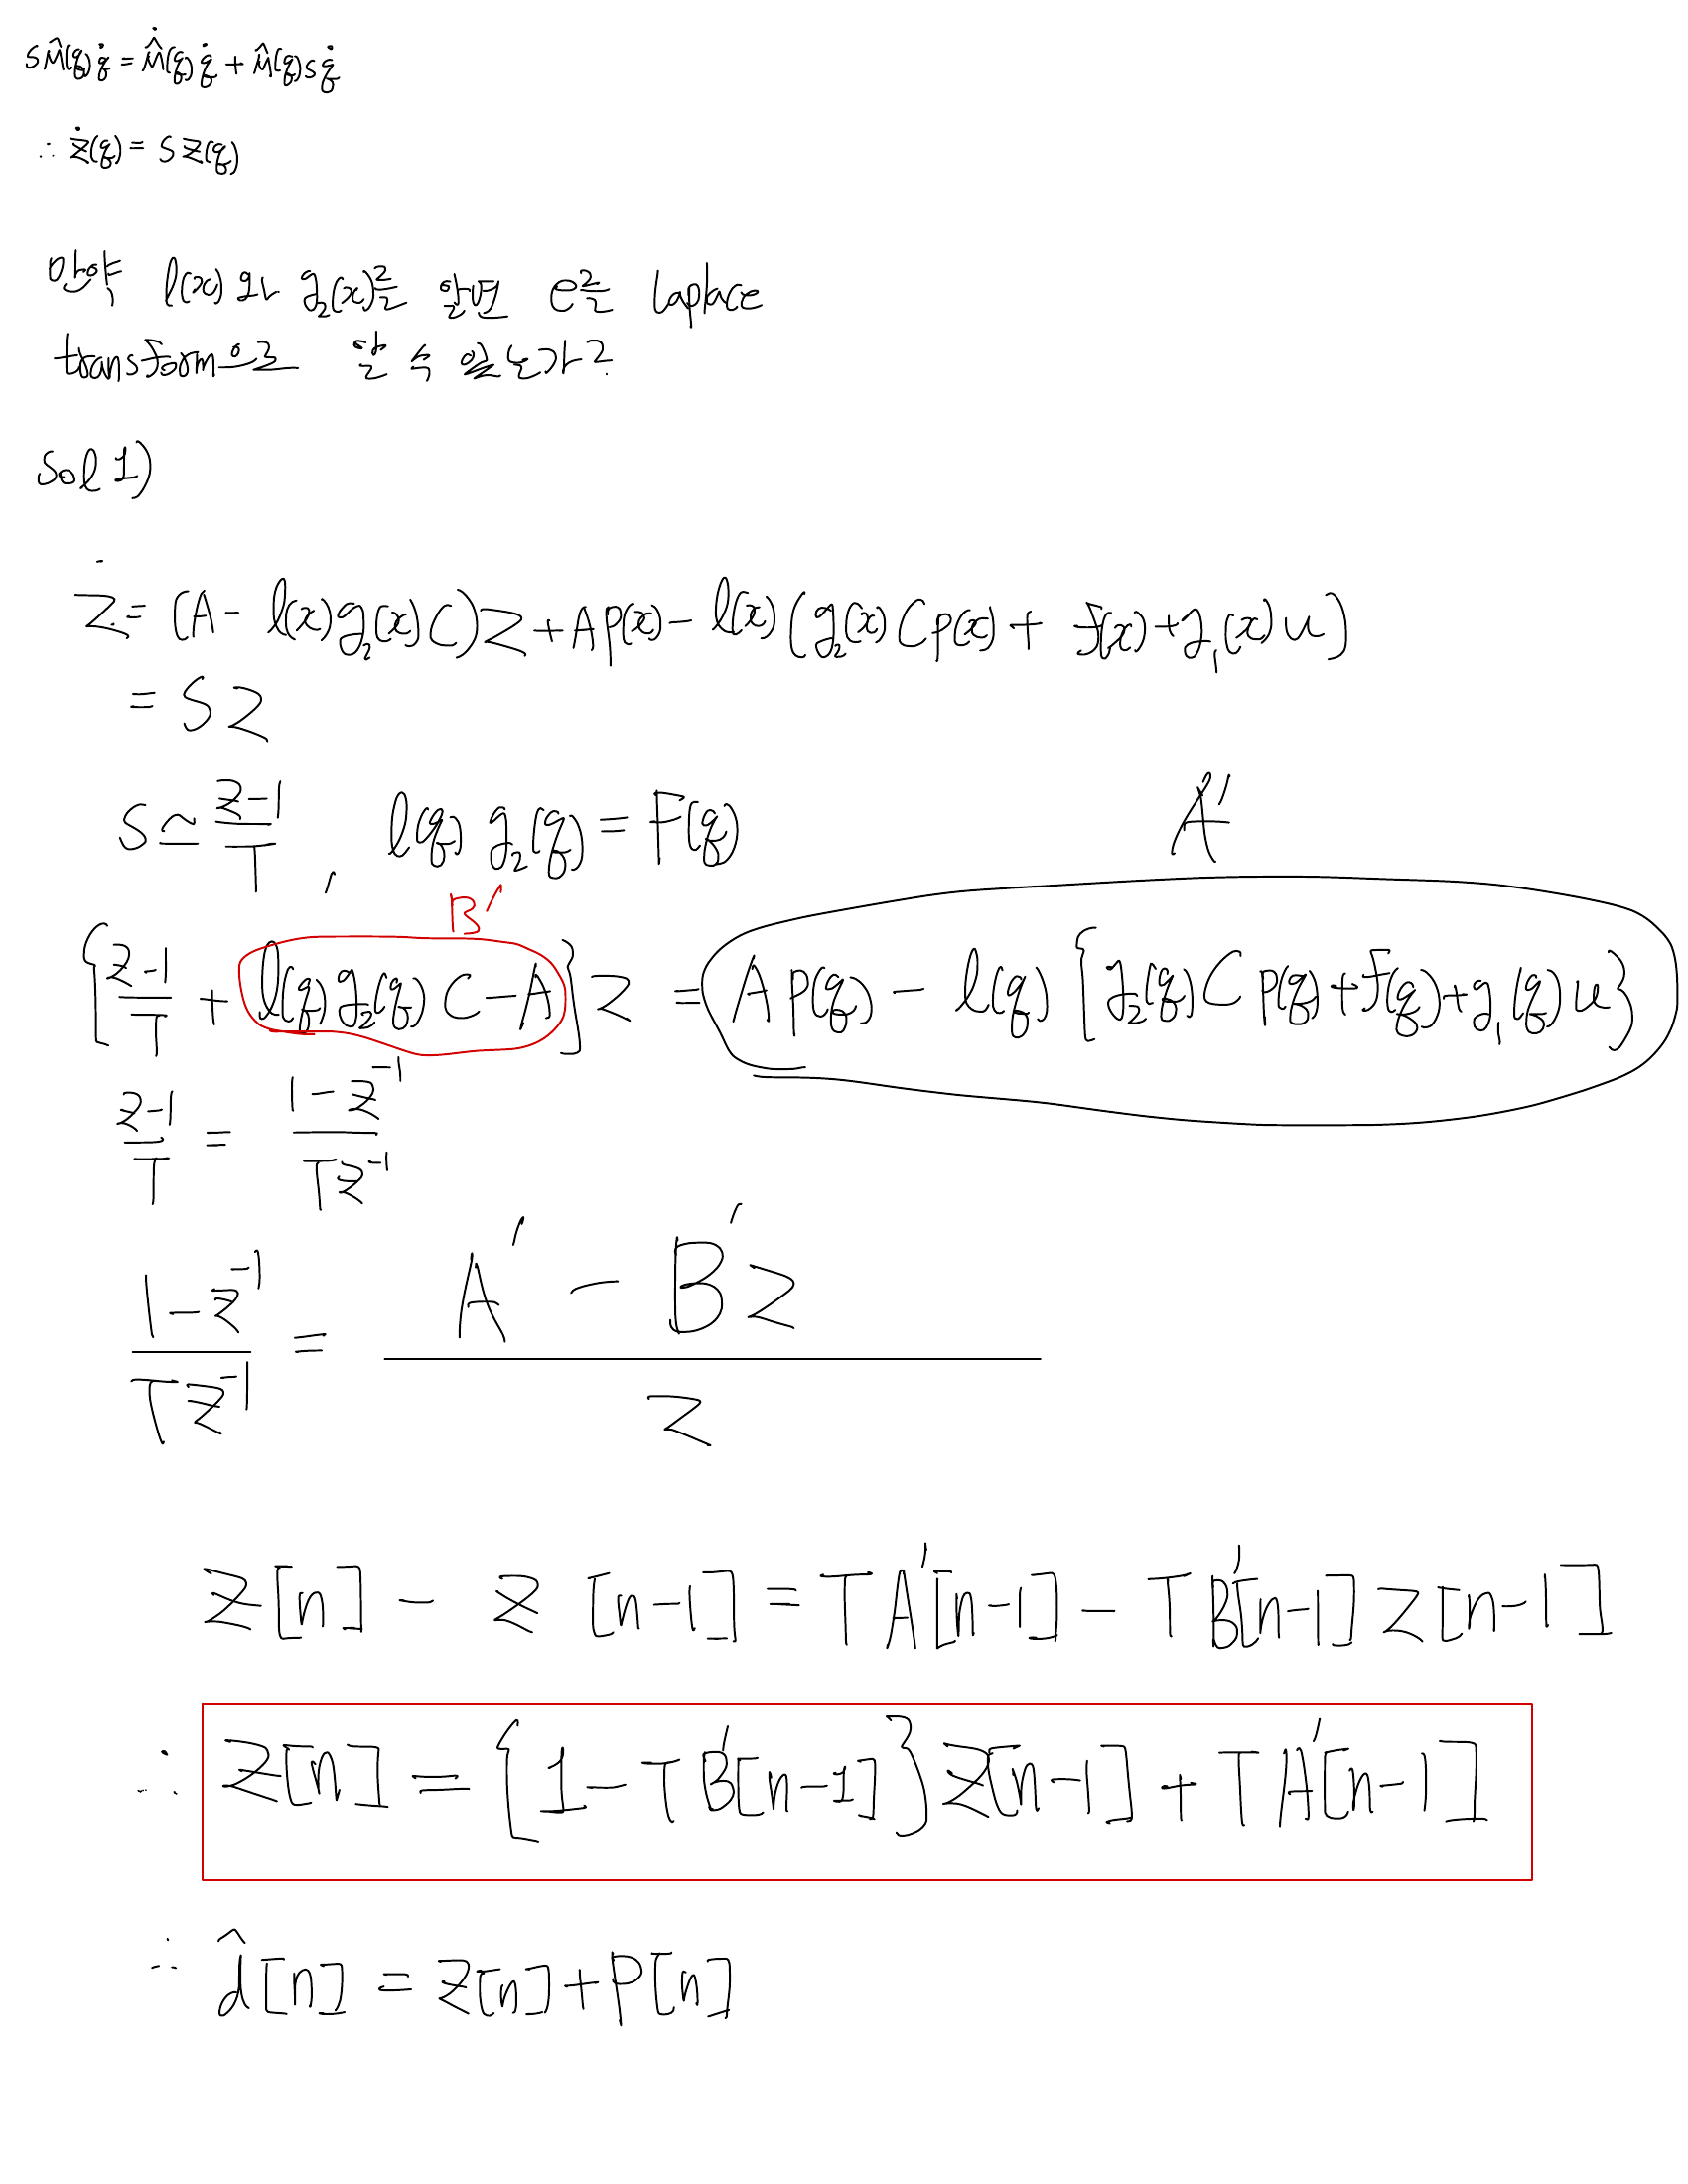 sM̂(q)q̇ = M̂̇(q)q̇ + M̂(q)sq̇
∴ ż(q) = s z(q)
만약 l(x)와 g₂(x)를 알면 e를 Laplace
transform으로 알 수 있는가?
Sol 1)
ż = (A - l(x)g₂(x)C)z + Ap(x) - l(x)(g₂(x)Cp(x) + f(x) + g₁(x)u)
= sz
s ≃ (z-1)/T , l(q) g₂(q) = F(q)
A′
B′
{(z-1)/T + l(q)g₂(q)C - A}z = Ap(q) - l(q){g₂(q)Cp(q) + f(q) + g₁(q)u}
(z-1)/T = (1-z⁻¹)/(Tz⁻¹)
(1-z⁻¹)/(Tz⁻¹) = (A′ - B′z)/z
z[n] - z[n-1] = TA′[n-1] - TB′[n-1]z[n-1]
∴ z[n] = {1-TB′[n-1]}z[n-1] + TA′[n-1]
∴ d̂[n] = z[n] + p[n]